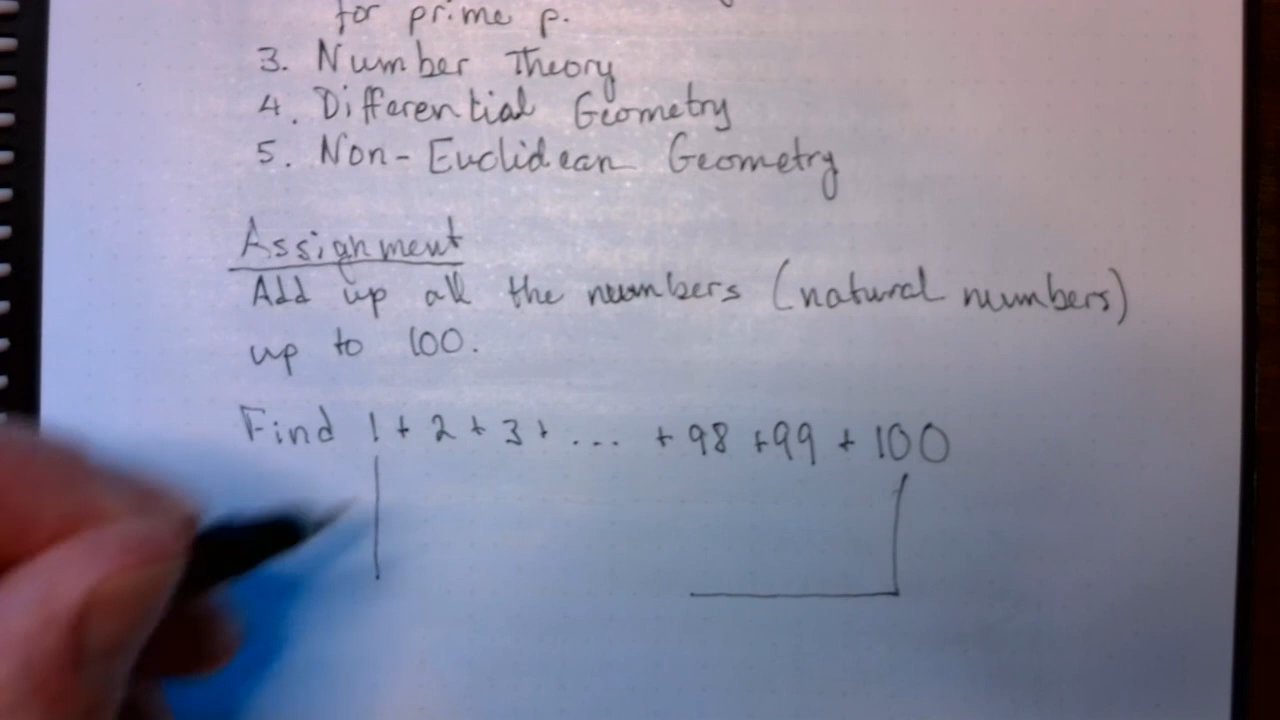 for prime p.
3. Number Theory
4. Differential Geometry
5. Non-Euclidean Geometry
Assignment
Add up all the numbers (natural numbers)
up to 100.
Find 1 + 2 + 3 + ... + 98 + 99 + 100